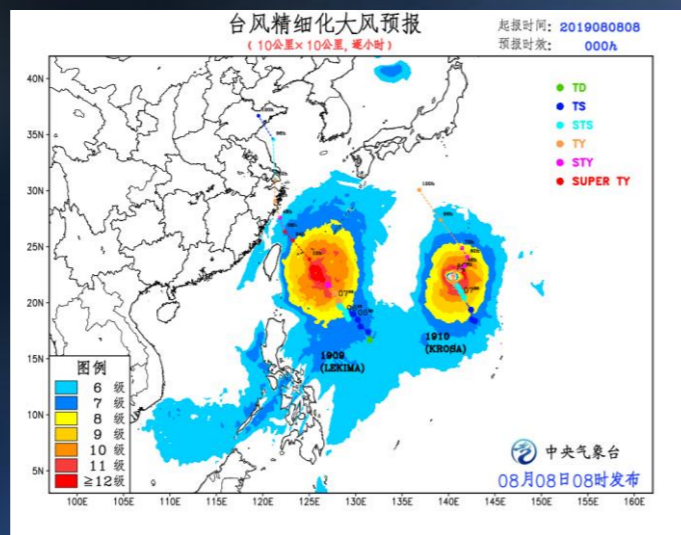 台风精细化大风预报
(10公里×10公里,逐小时)
起报时间: 2019080808
预报时效: 000h
40N
35N
30N
25N
20N
15N
10N
5N
TD
TS
STS
TY
STY
SUPER TY
1909
(LEKIMA)
1910
(KROSA)
图例
6 级
7 级
8 级
9 级
10 级
11 级
≥12级
中央气象台
08月08日08时发布
100E 105E 110E 115E 120E 125E 130E 135E 140E 145E 150E 155E 160E